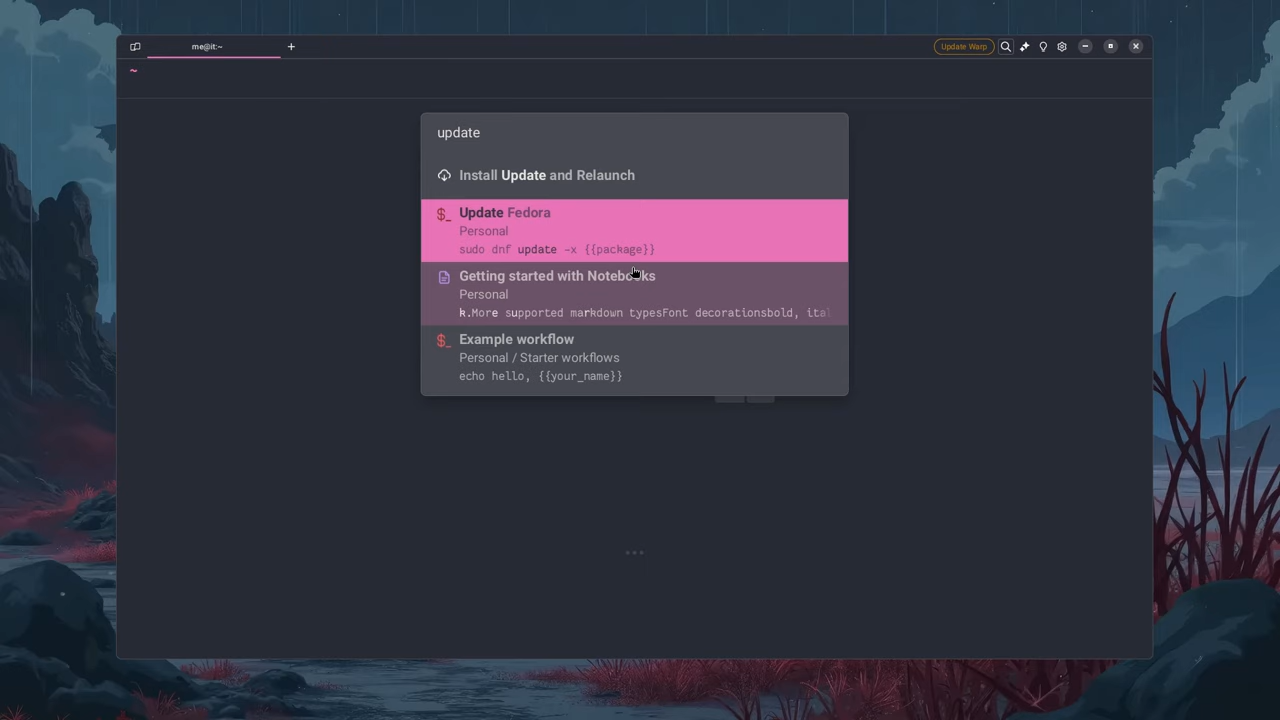 me@it:~
Update Warp
~
update
Install Update and Relaunch
$_ Update Fedora
Personal
sudo dnf update -x {{package}}
Getting started with Notebooks
Personal
k.More supported markdown typesFont decorationsbold, ital
$_ Example workflow
Personal / Starter workflows
echo hello, {{your_name}}